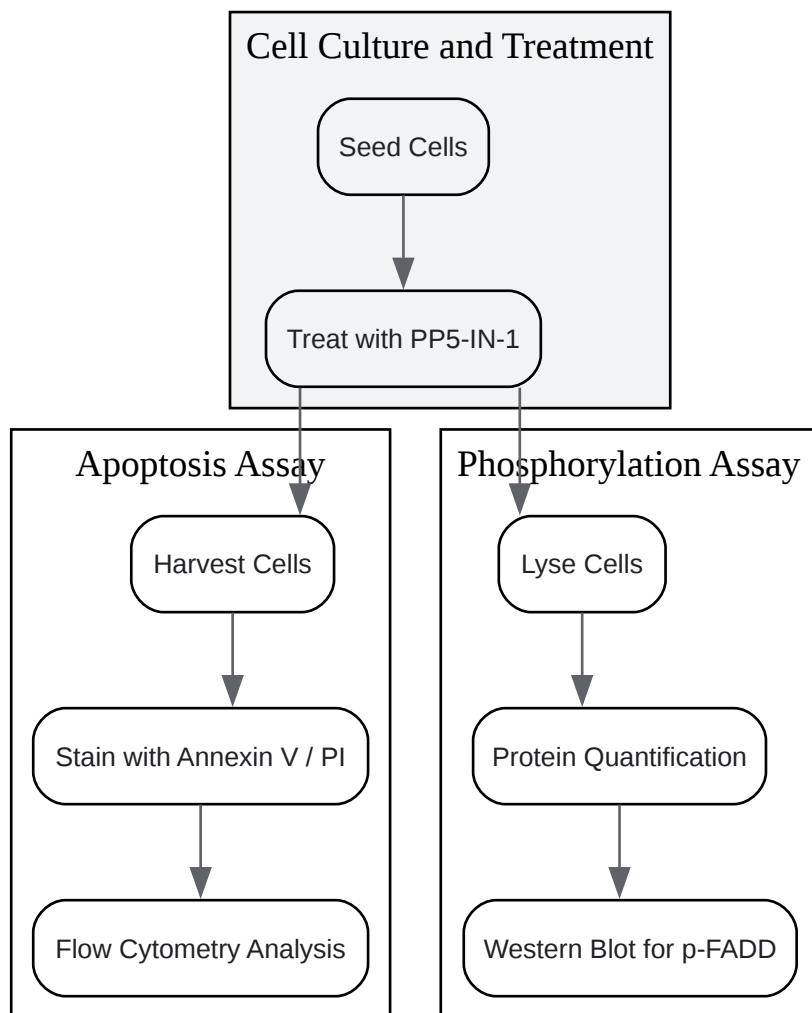 Cell Culture and Treatment
Seed Cells
Treat with PP5-IN-1
Apoptosis Assay
Harvest Cells
Stain with Annexin V / PI
Flow Cytometry Analysis
Phosphorylation Assay
Lyse Cells
Protein Quantification
Western Blot for p-FADD